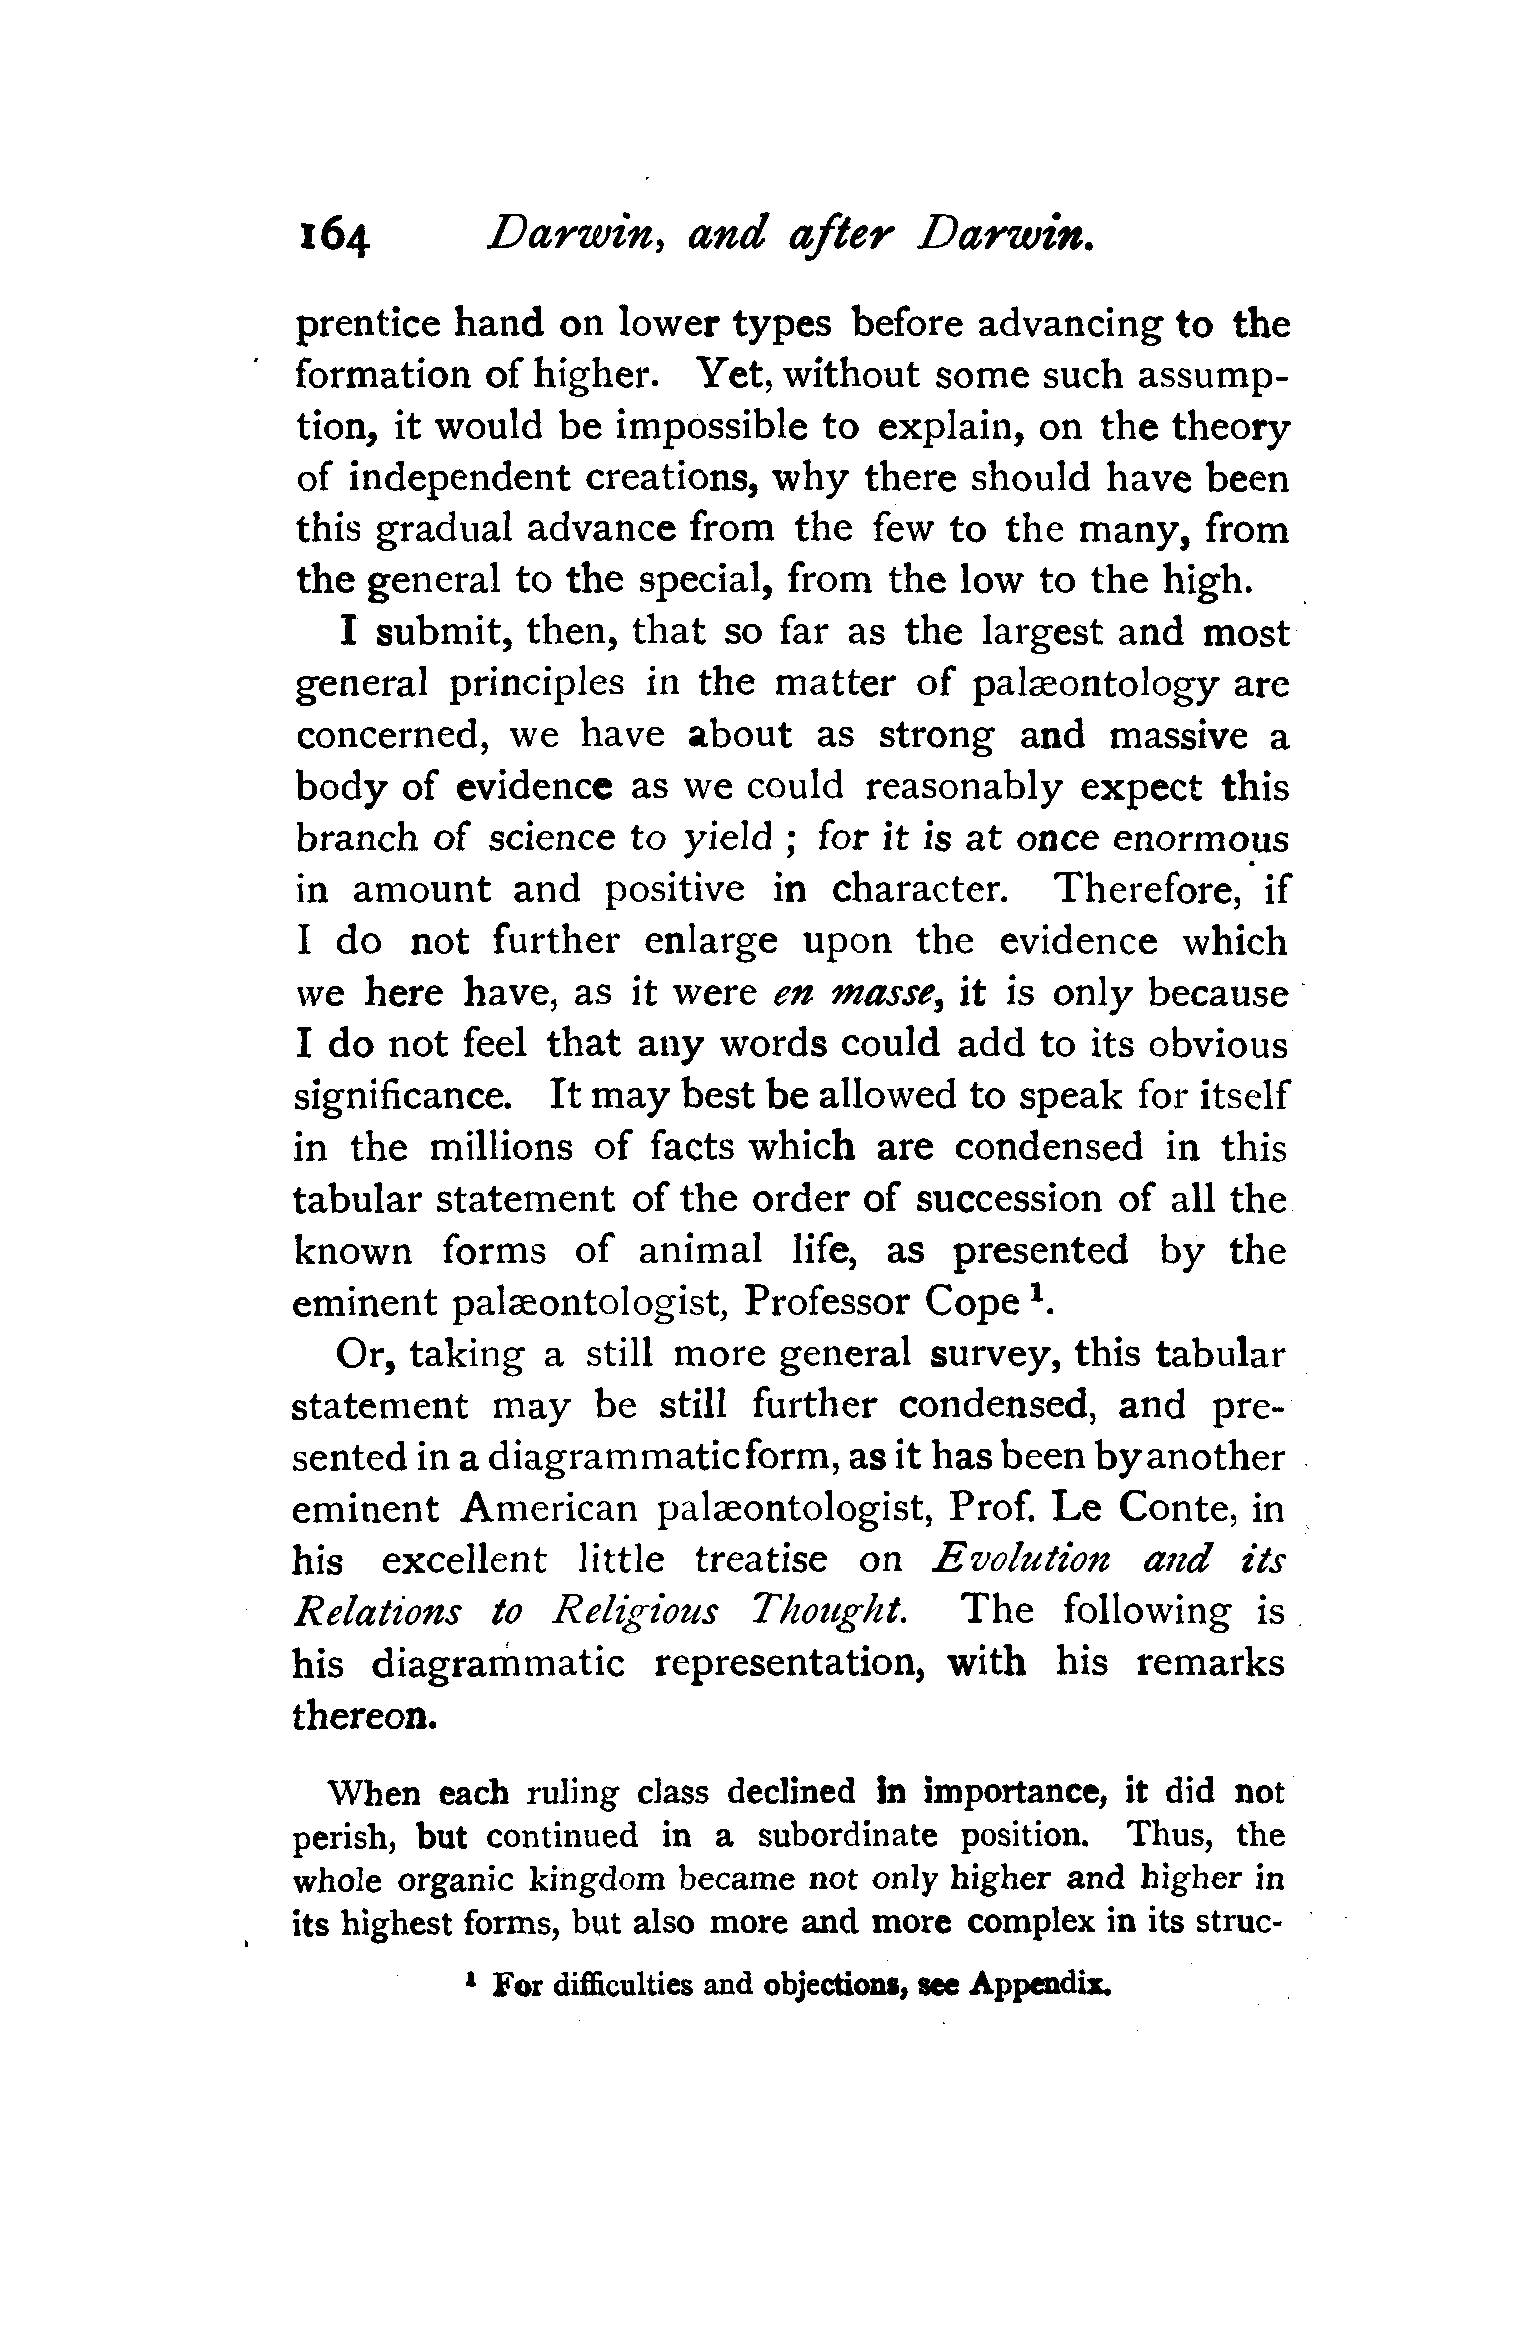 164 Darwin, and after Darwin.
prentice hand on lower types before advancing to the
formation of higher. Yet, without some such assump-
tion, it would be impossible to explain, on the theory
of independent creations, why there should have been
this gradual advance from the few to the many, from
the general to the special, from the low to the high.
I submit, then, that so far as the largest and most
general principles in the matter of palæontology are
concerned, we have about as strong and massive a
body of evidence as we could reasonably expect this
branch of science to yield ; for it is at once enormous
in amount and positive in character. Therefore, if
I do not further enlarge upon the evidence which
we here have, as it were en masse, it is only because
I do not feel that any words could add to its obvious
significance. It may best be allowed to speak for itself
in the millions of facts which are condensed in this
tabular statement of the order of succession of all the
known forms of animal life, as presented by the
eminent palæontologist, Professor Cope ¹.
Or, taking a still more general survey, this tabular
statement may be still further condensed, and pre-
sented in a diagrammatic form, as it has been by another
eminent American palæontologist, Prof. Le Conte, in
his excellent little treatise on Evolution and its
Relations to Religious Thought. The following is
his diagrammatic representation, with his remarks
thereon.
When each ruling class declined in importance, it did not
perish, but continued in a subordinate position. Thus, the
whole organic kingdom became not only higher and higher in
its highest forms, but also more and more complex in its struc-
¹ For difficulties and objections, see Appendix.